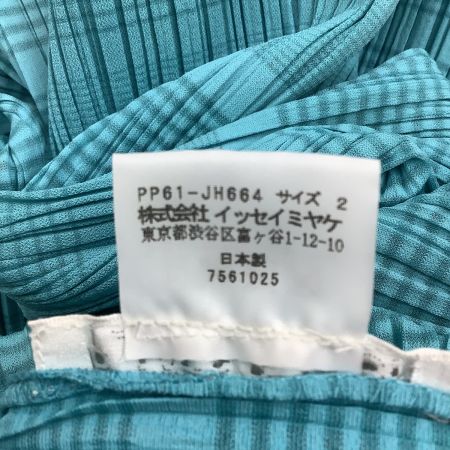 PP61-JH664 サイズ 2
株式会社 イッセイミヤケ
東京都渋谷区富ヶ谷1-12-10
日本製
7561025